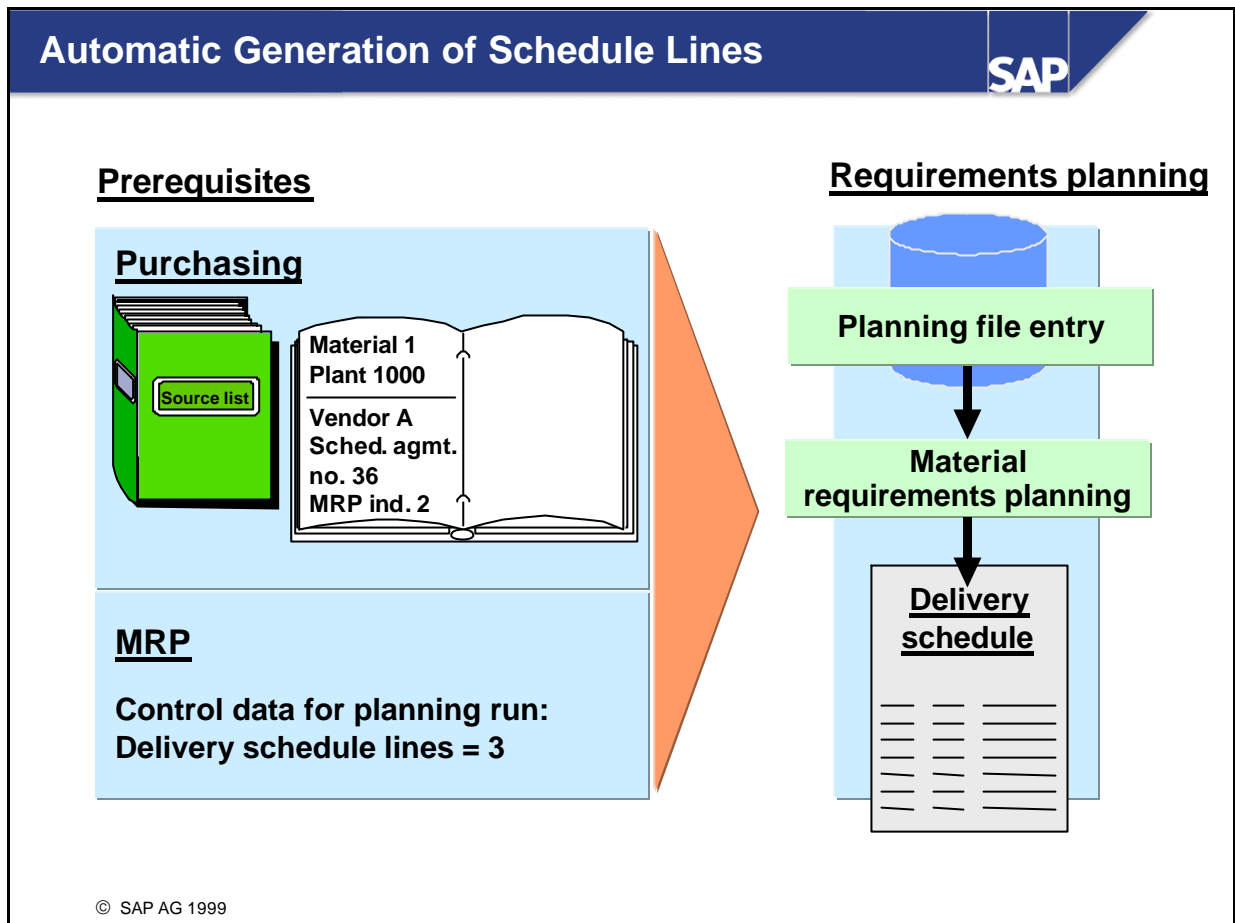 Automatic Generation of Schedule Lines
SAP
Prerequisites
Purchasing
Source list
Material 1
Plant 1000
Vendor A
Sched. agmt.
no. 36
MRP ind. 2
MRP
Control data for planning run:
Delivery schedule lines = 3
Requirements planning
Planning file entry
Material
requirements planning
Delivery
schedule
© SAP AG 1999